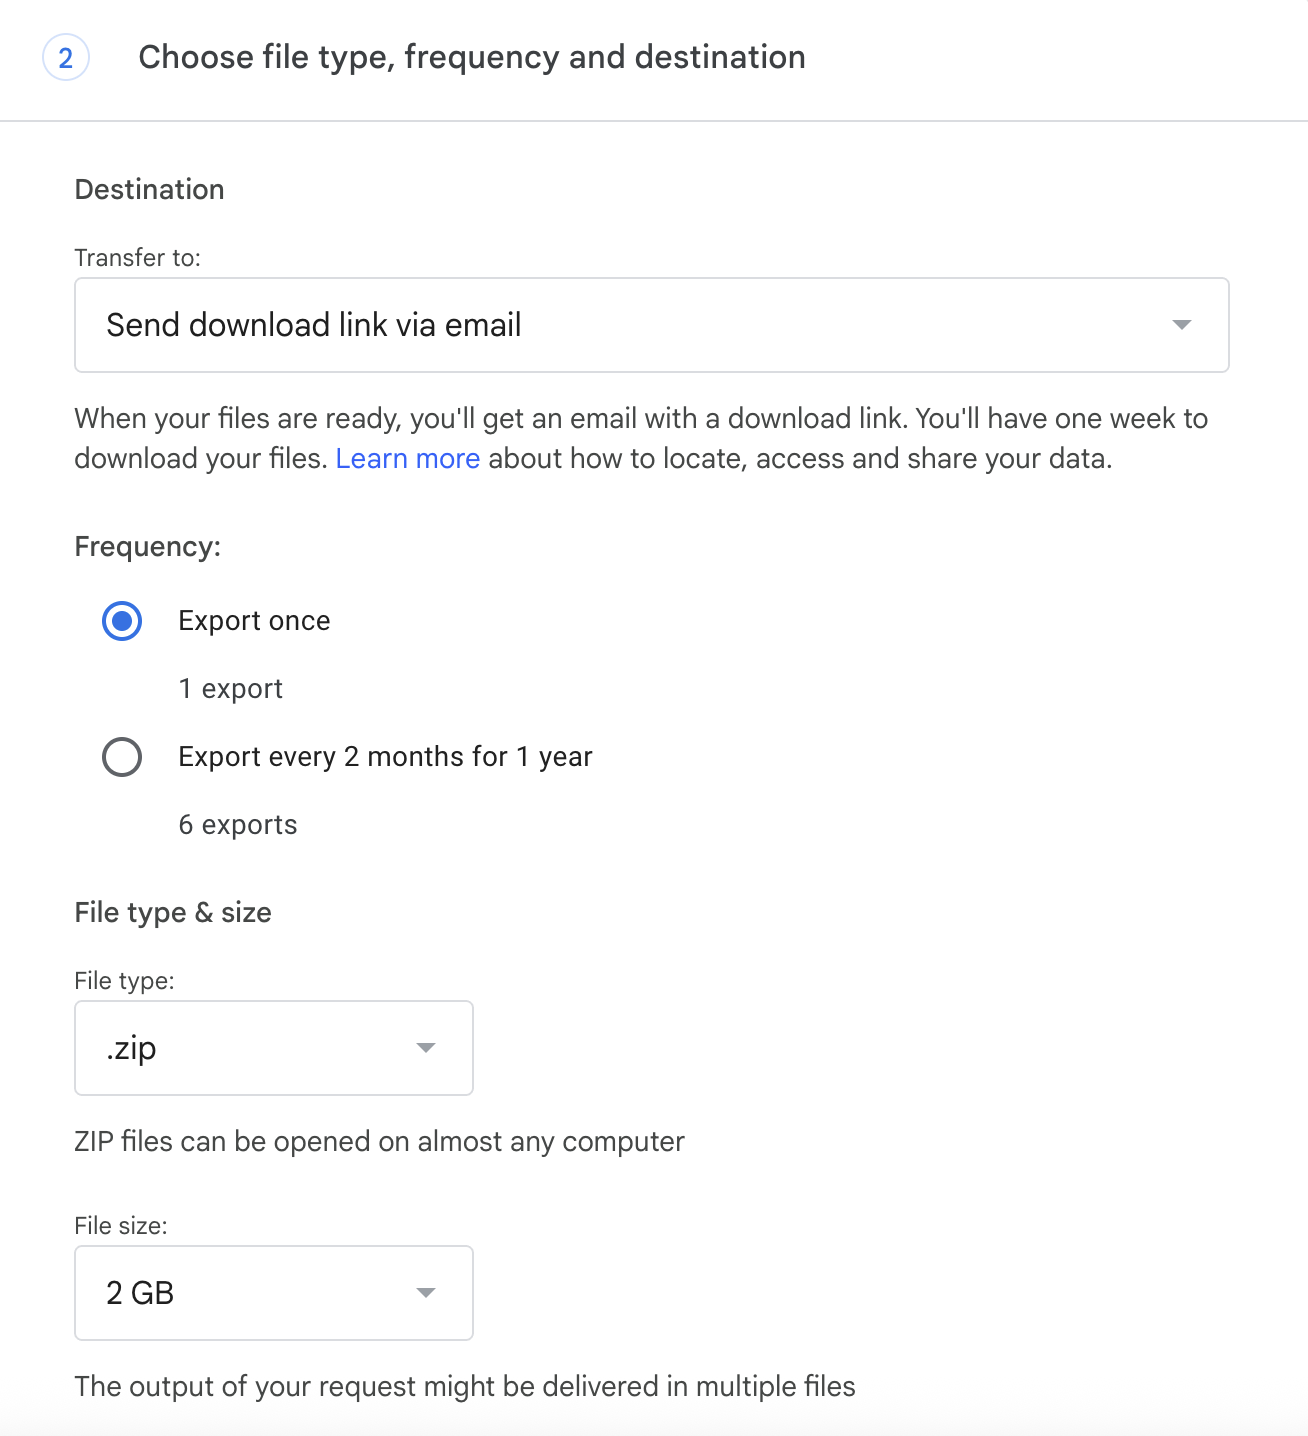 2
Choose file type, frequency and destination
Destination
Transfer to:
Send download link via email
When your files are ready, you'll get an email with a download link. You'll have one week to
download your files. Learn more about how to locate, access and share your data.
Frequency:
Export once
1 export
Export every 2 months for 1 year
6 exports
File type & size
File type:
.zip
ZIP files can be opened on almost any computer
File size:
2 GB
The output of your request might be delivered in multiple files